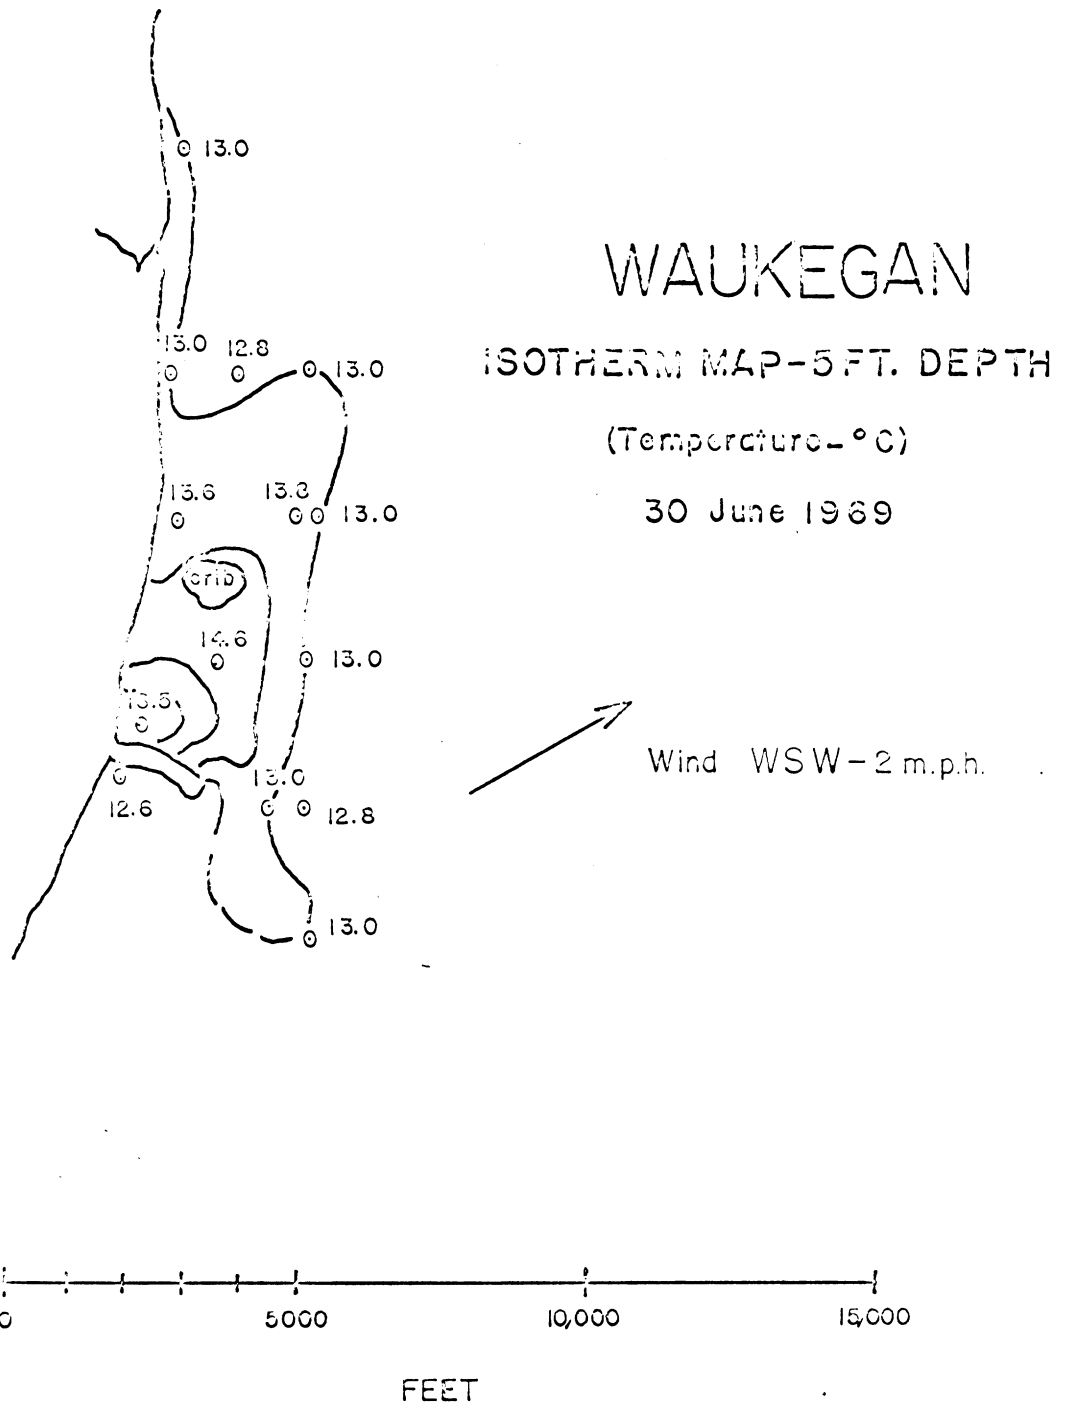 13.0
WAUKEGAN
13.0 12.8 13.0
ISOTHERM MAP-5 FT. DEPTH
(Temperature-°C)
13.6 13.3 13.0
30 June 1969
crib
14.6 13.0
Wind WSW-2 m.p.h.
13.0
12.6 12.8
13.0
0 5000 10,000 15,000
FEET